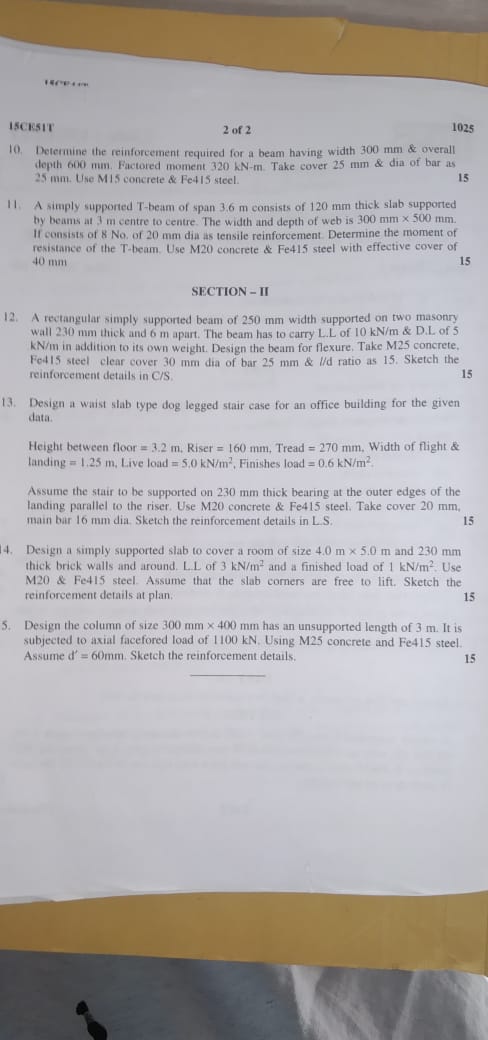 15CE51T 2 of 2 1025
10. Determine the reinforcement required for a beam having width 300 mm & overall
depth 600 mm. Factored moment 320 kN-m. Take cover 25 mm & dia of bar as
25 mm. Use M15 concrete & Fe415 steel. 15
11. A simply supported T-beam of span 3.6 m consists of 120 mm thick slab supported
by beams at 3 m centre to centre. The width and depth of web is 300 mm × 500 mm.
If consists of 8 No. of 20 mm dia as tensile reinforcement. Determine the moment of
resistance of the T-beam. Use M20 concrete & Fe415 steel with effective cover of
40 mm 15
SECTION – II
12. A rectangular simply supported beam of 250 mm width supported on two masonry
wall 230 mm thick and 6 m apart. The beam has to carry L.L of 10 kN/m & D.L of 5
kN/m in addition to its own weight. Design the beam for flexure. Take M25 concrete,
Fe415 steel clear cover 30 mm dia of bar 25 mm & l/d ratio as 15. Sketch the
reinforcement details in C/S. 15
13. Design a waist slab type dog legged stair case for an office building for the given
data.
Height between floor = 3.2 m, Riser = 160 mm, Tread = 270 mm, Width of flight &
landing = 1.25 m, Live load = 5.0 kN/m², Finishes load = 0.6 kN/m².
Assume the stair to be supported on 230 mm thick bearing at the outer edges of the
landing parallel to the riser. Use M20 concrete & Fe415 steel. Take cover 20 mm,
main bar 16 mm dia. Sketch the reinforcement details in L.S. 15
4. Design a simply supported slab to cover a room of size 4.0 m × 5.0 m and 230 mm
thick brick walls and around. L.L of 3 kN/m² and a finished load of 1 kN/m². Use
M20 & Fe415 steel. Assume that the slab corners are free to lift. Sketch the
reinforcement details at plan. 15
5. Design the column of size 300 mm × 400 mm has an unsupported length of 3 m. It is
subjected to axial facefored load of 1100 kN. Using M25 concrete and Fe415 steel.
Assume d′ = 60mm. Sketch the reinforcement details. 15